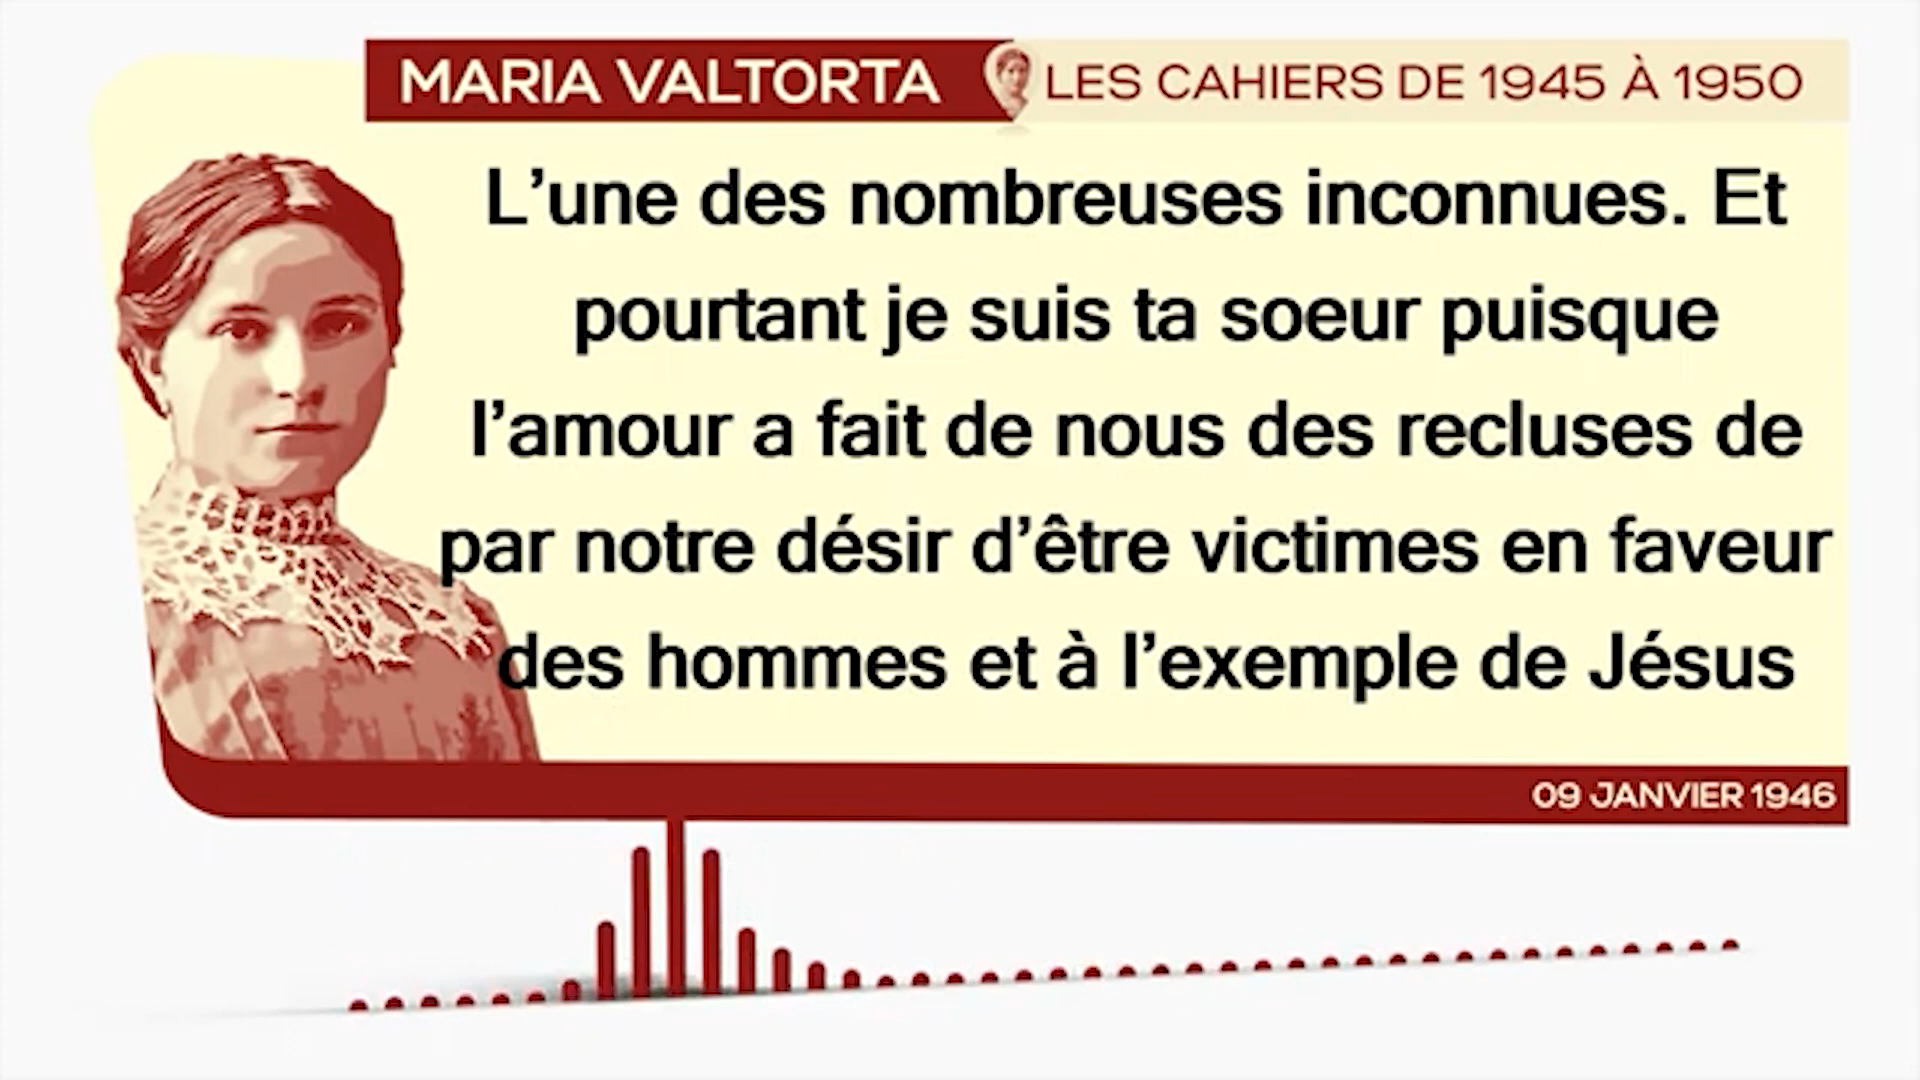 MARIA VALTORTA LES CAHIERS DE 1945 À 1950
L’une des nombreuses inconnues. Et
pourtant je suis ta soeur puisque
l’amour a fait de nous des recluses de
par notre désir d’être victimes en faveur
des hommes et à l’exemple de Jésus
09 JANVIER 1946